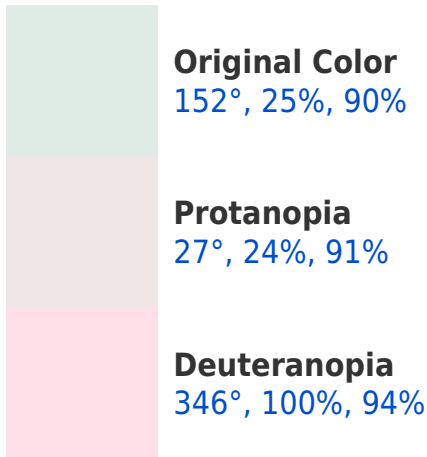 Original Color
152°, 25%, 90%
Protanopia
27°, 24%, 91%
Deuteranopia
346°, 100%, 94%